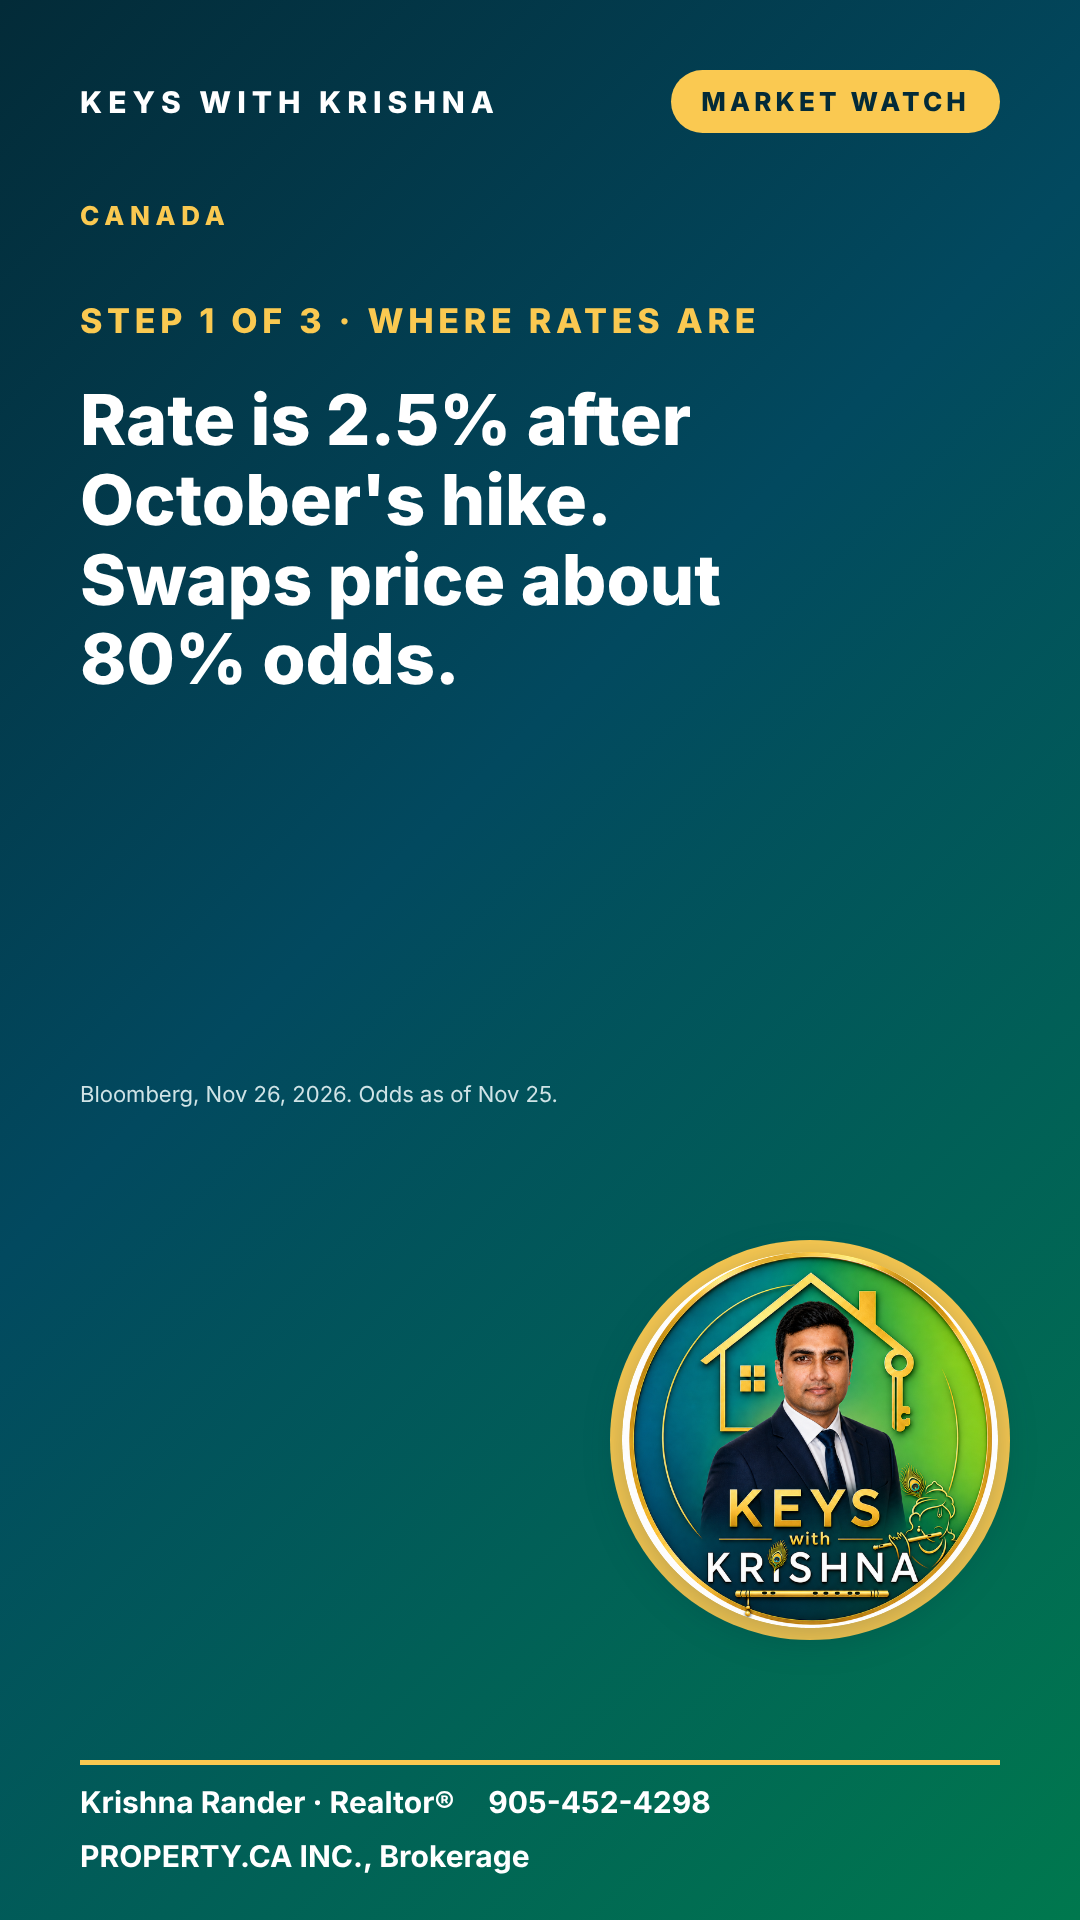 KEYS WITH KRISHNA
MARKET WATCH
CANADA
STEP 1 OF 3 · WHERE RATES ARE
Rate is 2.5% after
October's hike.
Swaps price about
80% odds.
Bloomberg, Nov 26, 2026. Odds as of Nov 25.
KEYS
with
KRISHNA
Krishna Rander · Realtor® 905-452-4298
PROPERTY.CA INC., Brokerage